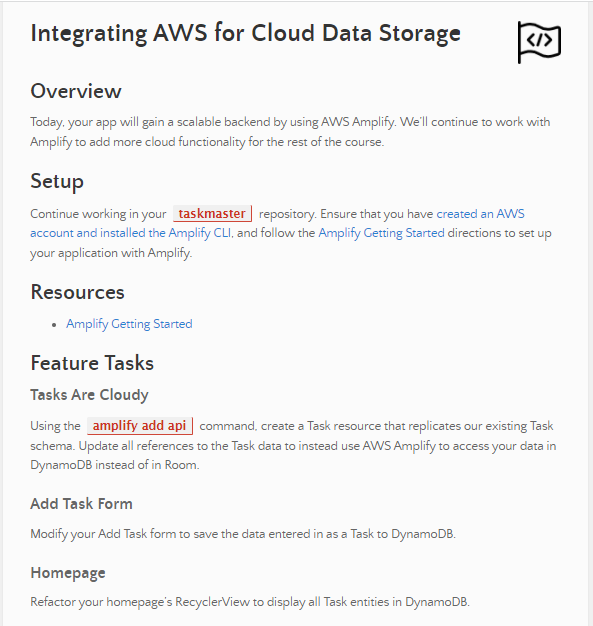 Integrating AWS for Cloud Data Storage
</>
Overview
Today, your app will gain a scalable backend by using AWS Amplify. We'll continue to work with
Amplify to add more cloud functionality for the rest of the course.
Setup
Continue working in your taskmaster repository. Ensure that you have created an AWS
account and installed the Amplify CLI, and follow the Amplify Getting Started directions to set up
your application with Amplify.
Resources
• Amplify Getting Started
Feature Tasks
Tasks Are Cloudy
Using the amplify add api command, create a Task resource that replicates our existing Task
schema. Update all references to the Task data to instead use AWS Amplify to access your data in
DynamoDB instead of in Room.
Add Task Form
Modify your Add Task form to save the data entered in as a Task to DynamoDB.
Homepage
Refactor your homepage's RecyclerView to display all Task entities in DynamoDB.